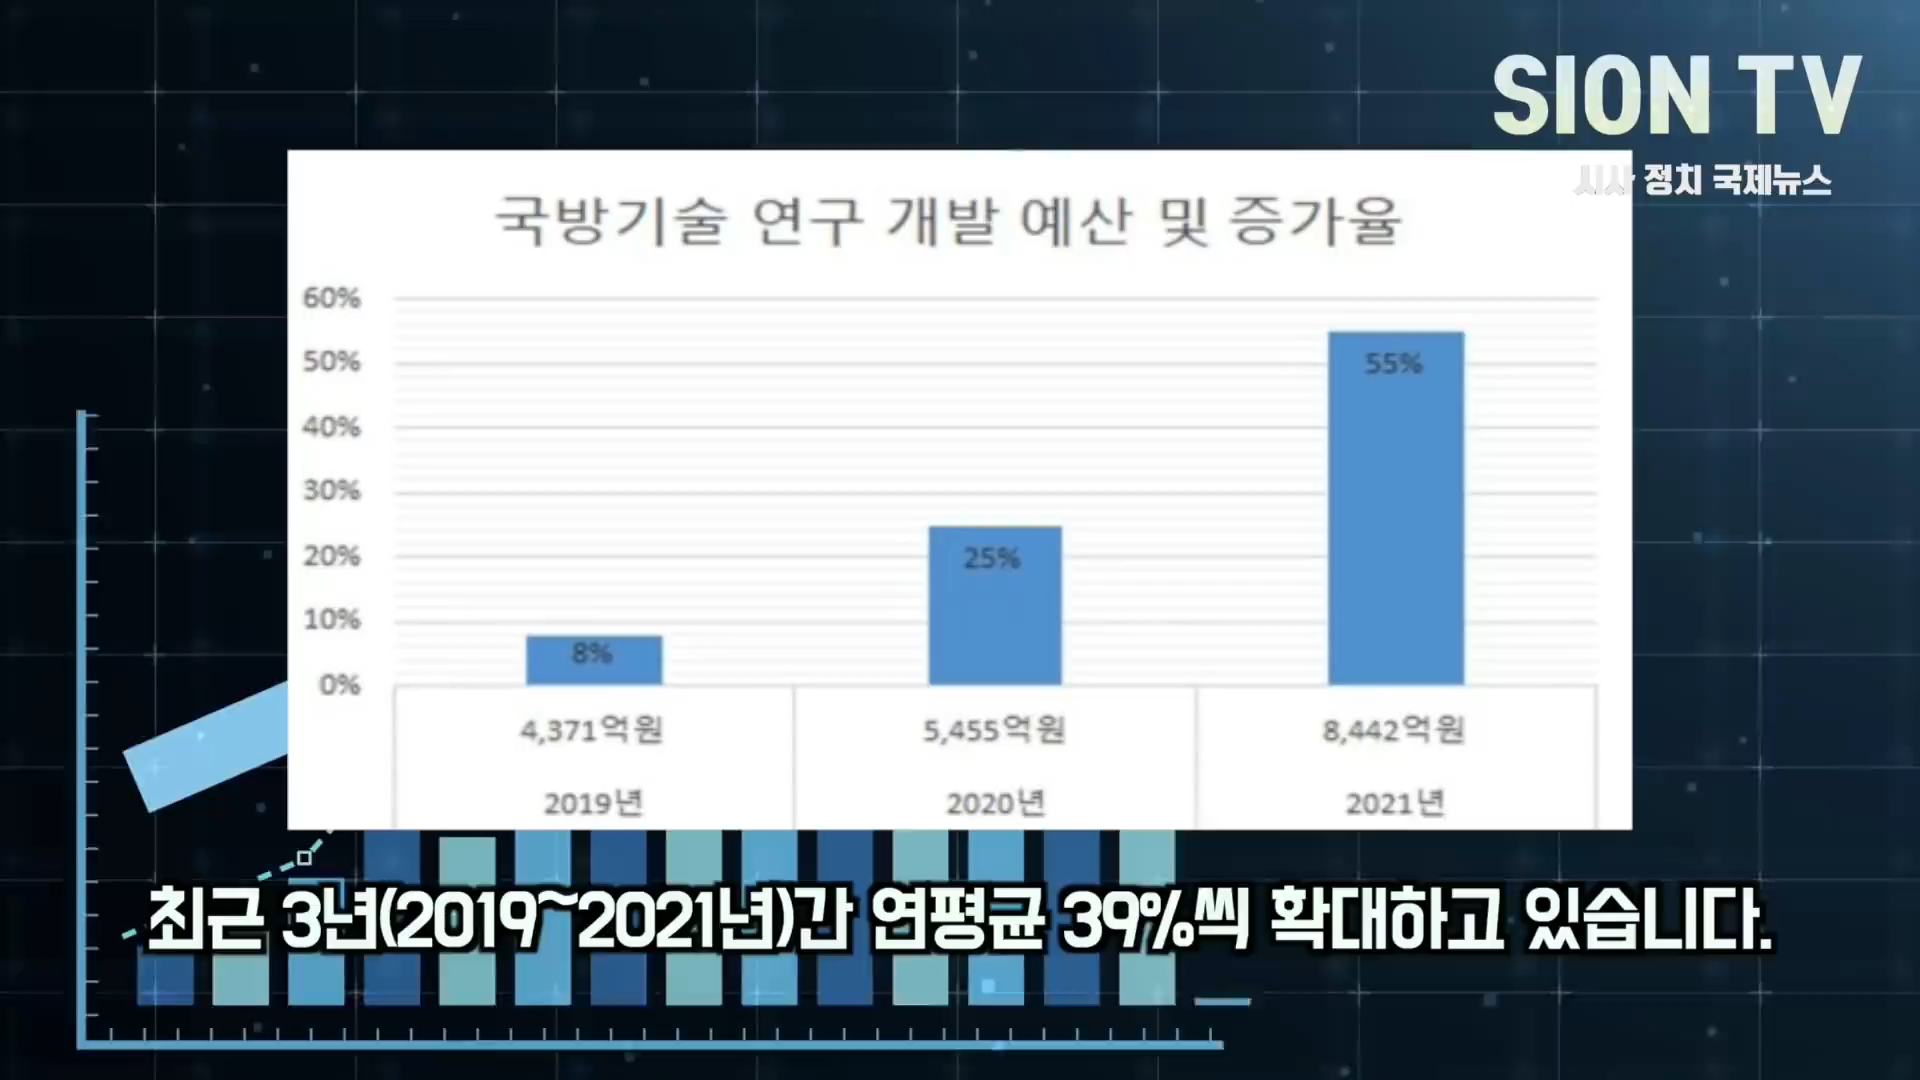 SION TV
시사 정치 국제뉴스
국방기술 연구 개발 예산 및 증가율
60%
50%
40%
30%
20%
10%
0%
8%
25%
55%
4,371억원
5,455억원
8,442억원
2019년
2020년
2021년
최근 3년(2019~2021년)간 연평균 39%씩 확대하고 있습니다.